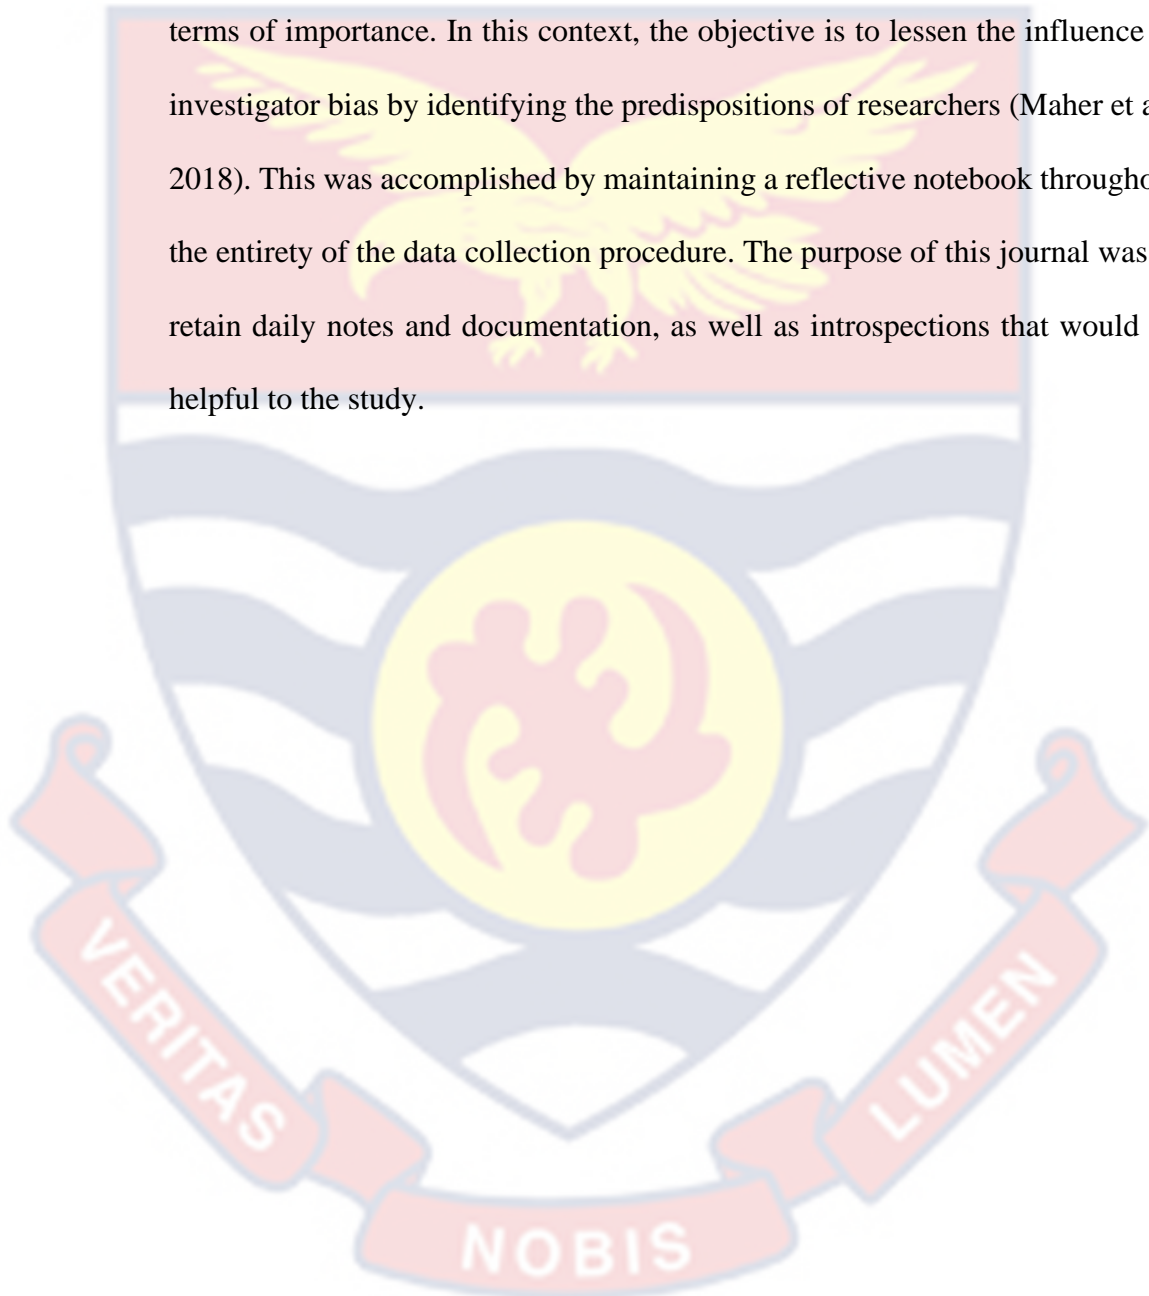 terms of importance. In this context, the objective is to lessen the influence
investigator bias by identifying the predispositions of researchers (Maher et a
2018). This was accomplished by maintaining a reflective notebook througho
the entirety of the data collection procedure. The purpose of this journal was
retain daily notes and documentation, as well as introspections that would
helpful to the study.
VERITAS
NOBIS
LUMEN